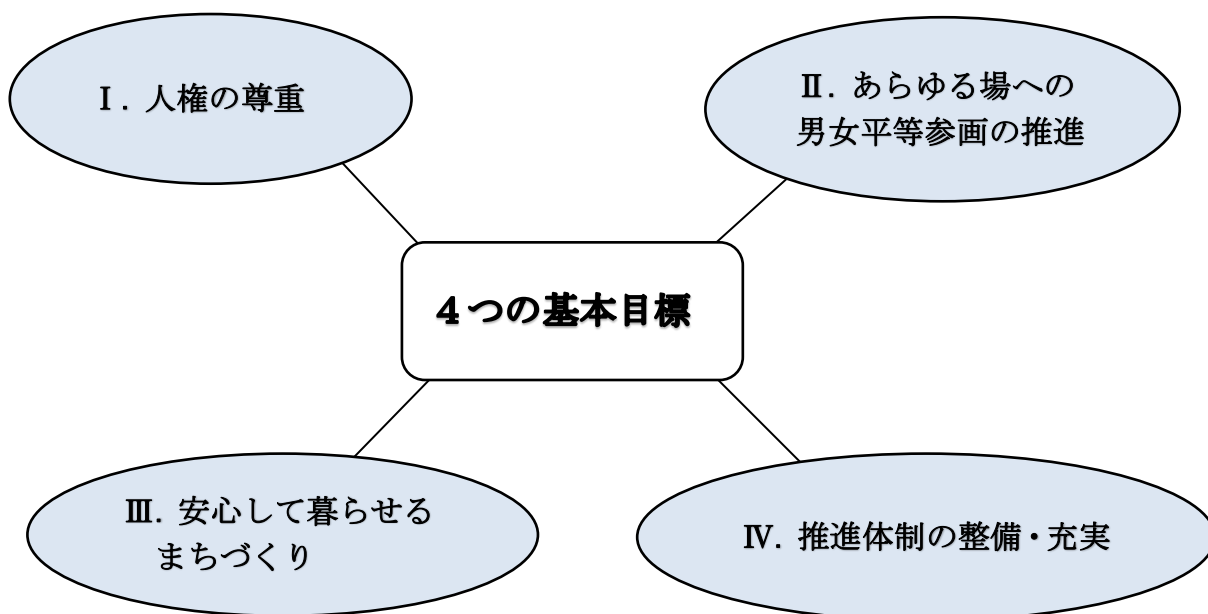 Ⅰ. 人権の尊重
Ⅱ. あらゆる場への
男女平等参画の推進
4つの基本目標
Ⅲ. 安心して暮らせる
まちづくり
Ⅳ. 推進体制の整備・充実